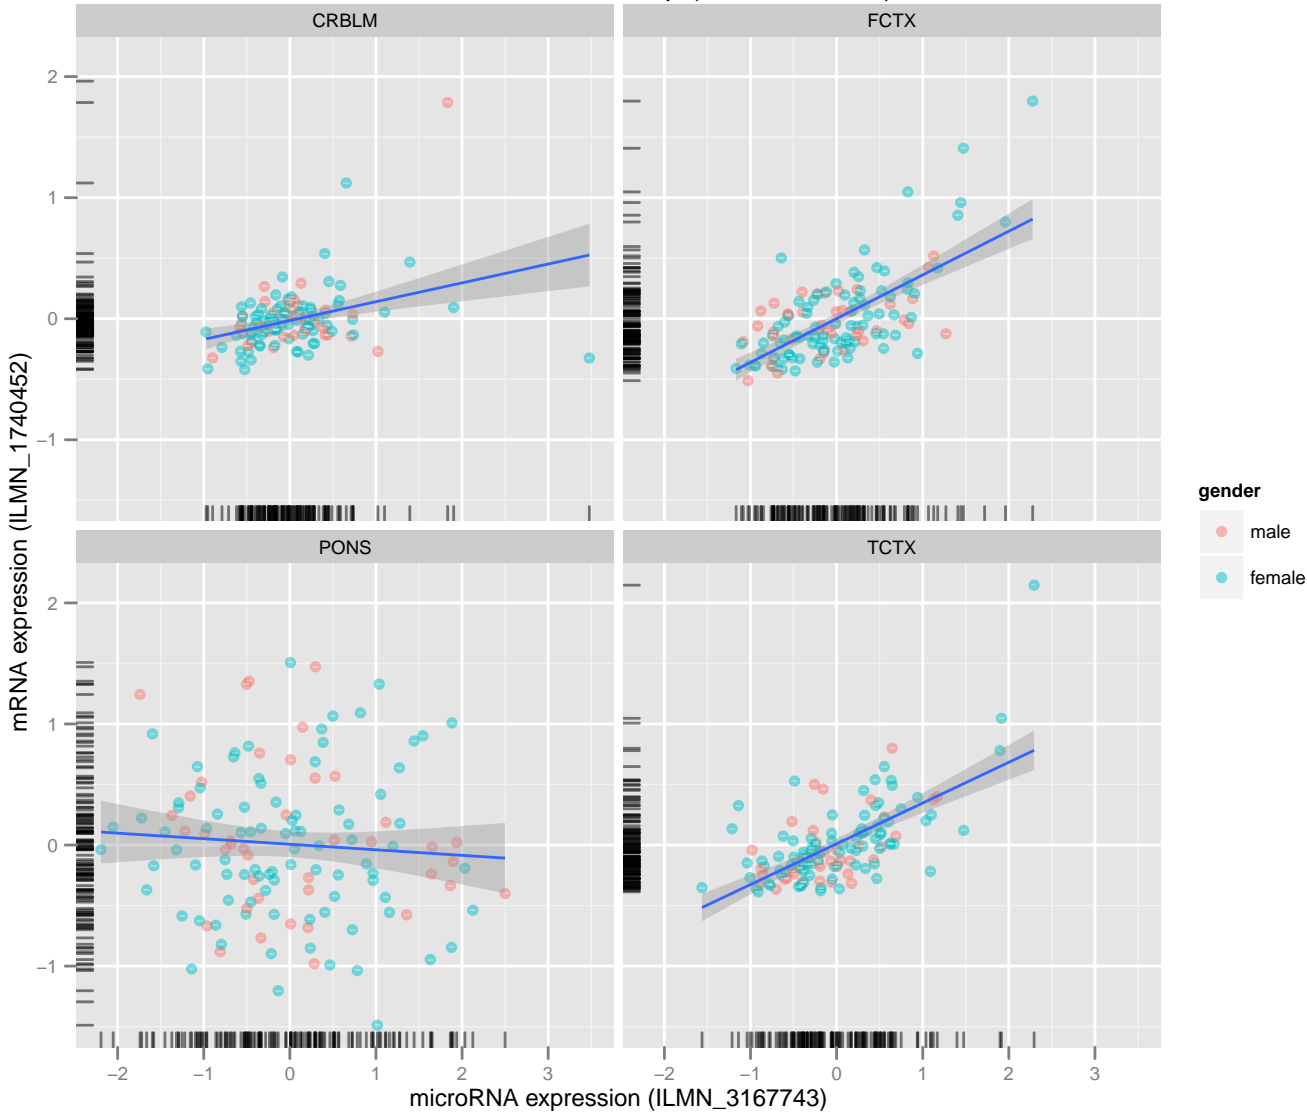 CRBLM
FCTX
2
1
0
−1
PONS
TCTX
2
1
0
−1
−2
−1
0
1
2
3
−2
−1
0
1
2
3
microRNA expression (ILMN_3167743)
mRNA expression (ILMN_1740452)
gender
male
female